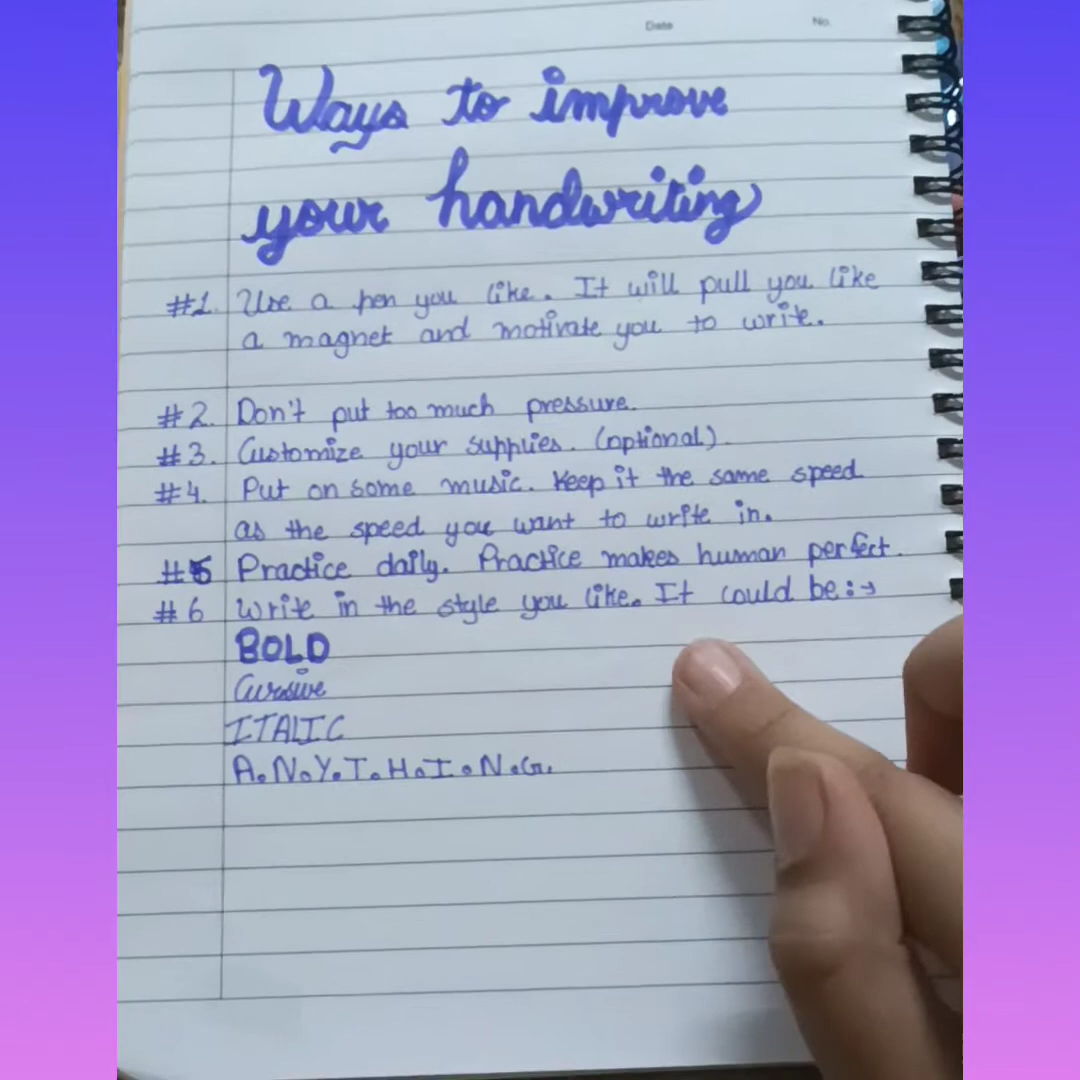 Date No.
Ways to improve
your handwriting
#1. Use a pen you like. It will pull you like
a magnet and motivate you to write.
#2. Don't put too much pressure.
#3. Customize your supplies. (optional).
#4. Put on some music. Keep it the same speed
as the speed you want to write in.
#5 Practice daily. Practice makes human perfect.
#6 Write in the style you like. It could be:→
BOLD
Cursive
ITALIC
A.N.Y.T.H.I.N.G.